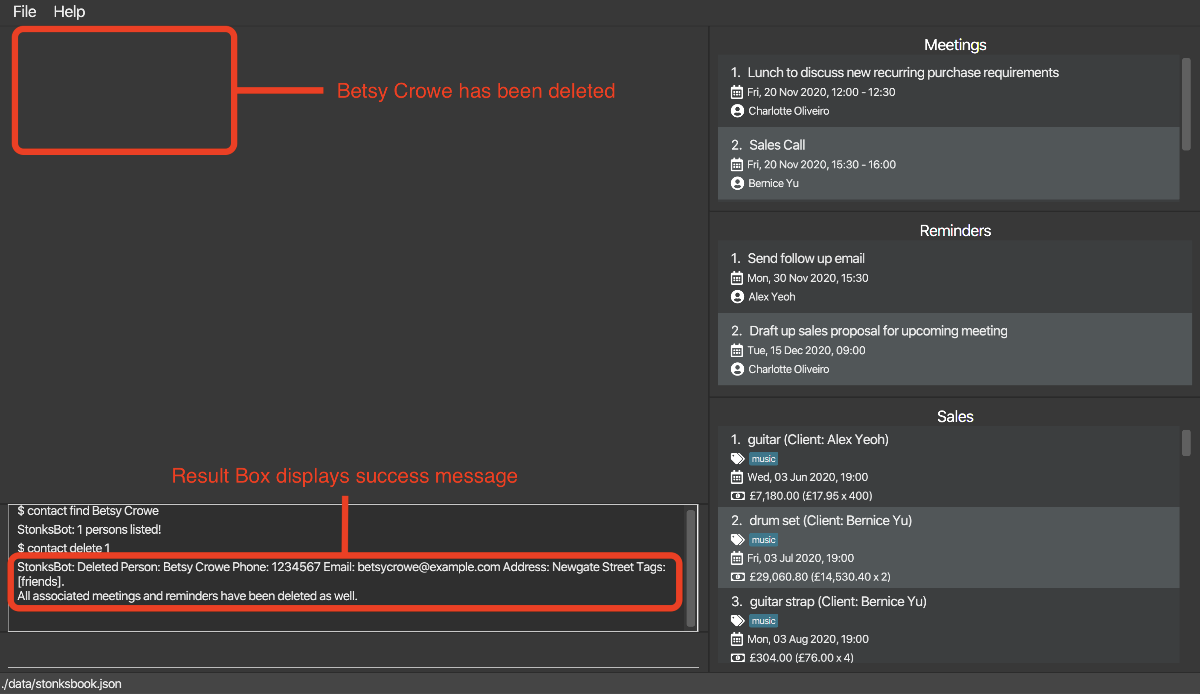 File Help
Betsy Crowe has been deleted
Result Box displays success message
$ contact find Betsy Crowe
StonksBot: 1 persons listed!
$ contact delete 1
StonksBot: Deleted Person: Betsy Crowe Phone: 1234567 Email: betsycrowe@example.com Address: Newgate Street Tags:
[friends].
All associated meetings and reminders have been deleted as well.
Meetings
1. Lunch to discuss new recurring purchase requirements
Fri, 20 Nov 2020, 12:00 - 12:30
Charlotte Oliveiro
2. Sales Call
Fri, 20 Nov 2020, 15:30 - 16:00
Bernice Yu
Reminders
1. Send follow up email
Mon, 30 Nov 2020, 15:30
Alex Yeoh
2. Draft up sales proposal for upcoming meeting
Tue, 15 Dec 2020, 09:00
Charlotte Oliveiro
Sales
1. guitar (Client: Alex Yeoh)
music
Wed, 03 Jun 2020, 19:00
£7,180.00 (£17.95 x 400)
2. drum set (Client: Bernice Yu)
music
Fri, 03 Jul 2020, 19:00
£29,060.80 (£14,530.40 x 2)
3. guitar strap (Client: Bernice Yu)
music
Mon, 03 Aug 2020, 19:00
£304.00 (£76.00 x 4)
./data/stonksbook.json